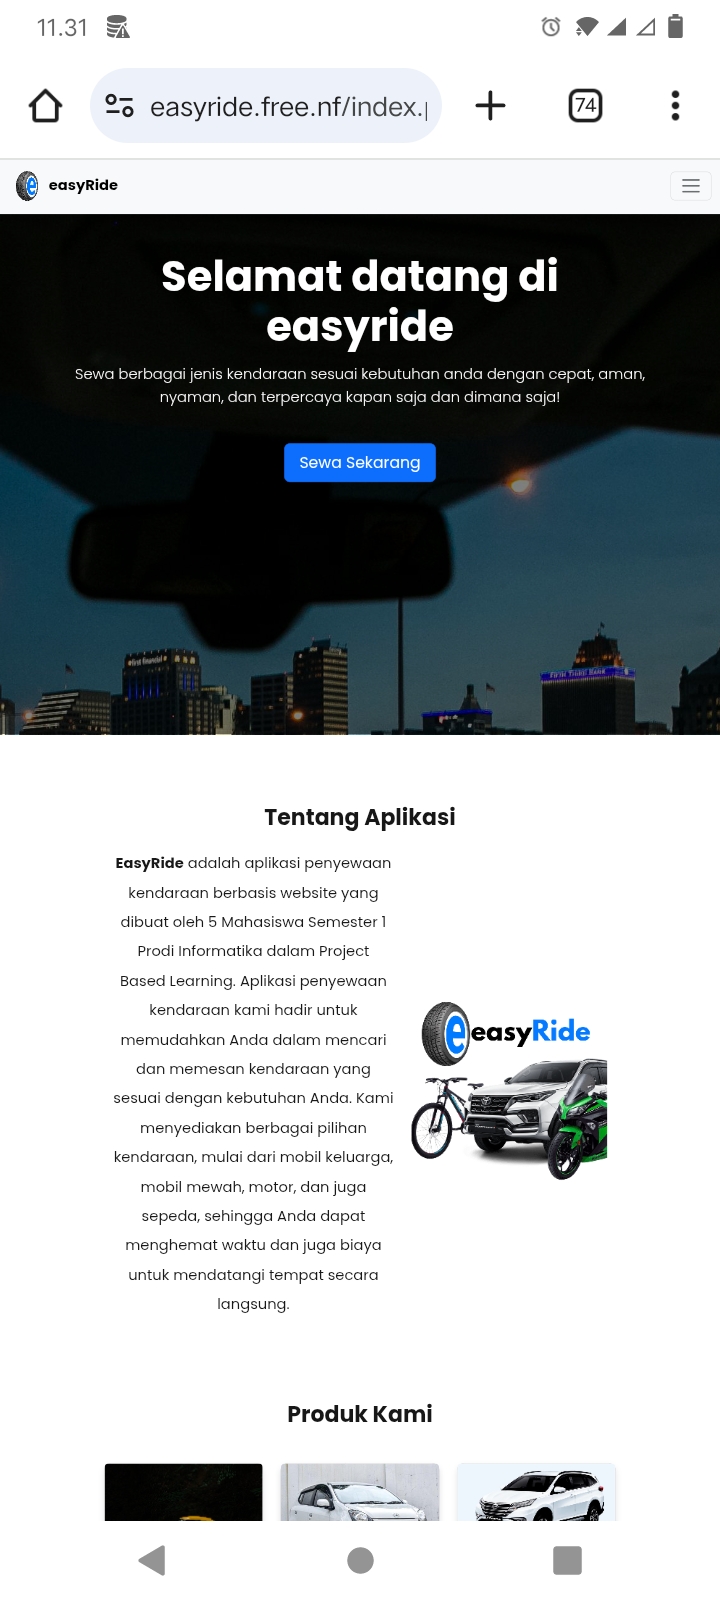 11.31
easyride.free.nf/index.
74
easyRide
Selamat datang di
easyride
Sewa berbagai jenis kendaraan sesuai kebutuhan anda dengan cepat, aman,
nyaman, dan terpercaya kapan saja dan dimana saja!
Sewa Sekarang
First Financial
Fifth Third Bank
Tentang Aplikasi
EasyRide adalah aplikasi penyewaan
kendaraan berbasis website yang
dibuat oleh 5 Mahasiswa Semester 1
Prodi Informatika dalam Project
Based Learning. Aplikasi penyewaan
kendaraan kami hadir untuk
memudahkan Anda dalam mencari
dan memesan kendaraan yang
sesuai dengan kebutuhan Anda. Kami
menyediakan berbagai pilihan
kendaraan, mulai dari mobil keluarga,
mobil mewah, motor, dan juga
sepeda, sehingga Anda dapat
menghemat waktu dan juga biaya
untuk mendatangi tempat secara
langsung.
easyRide
Produk Kami